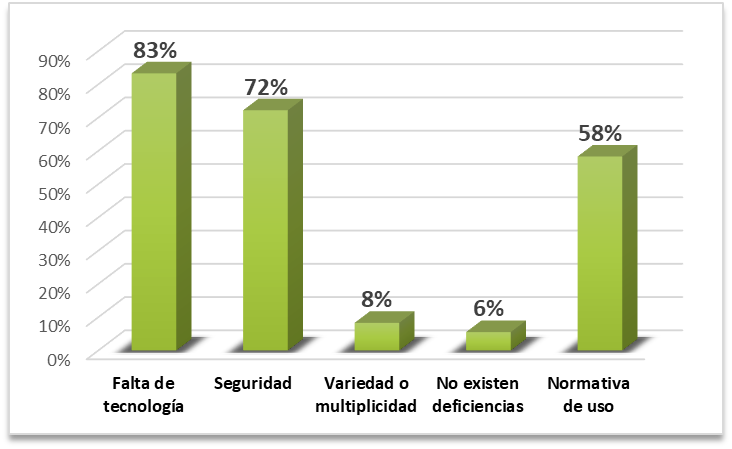 90%
80%
70%
60%
50%
40%
30%
20%
10%
0%
83%
72%
8%
6%
58%
Falta de
tecnología
Seguridad
Variedad o
multiplicidad
No existen
deficiencias
Normativa
de uso